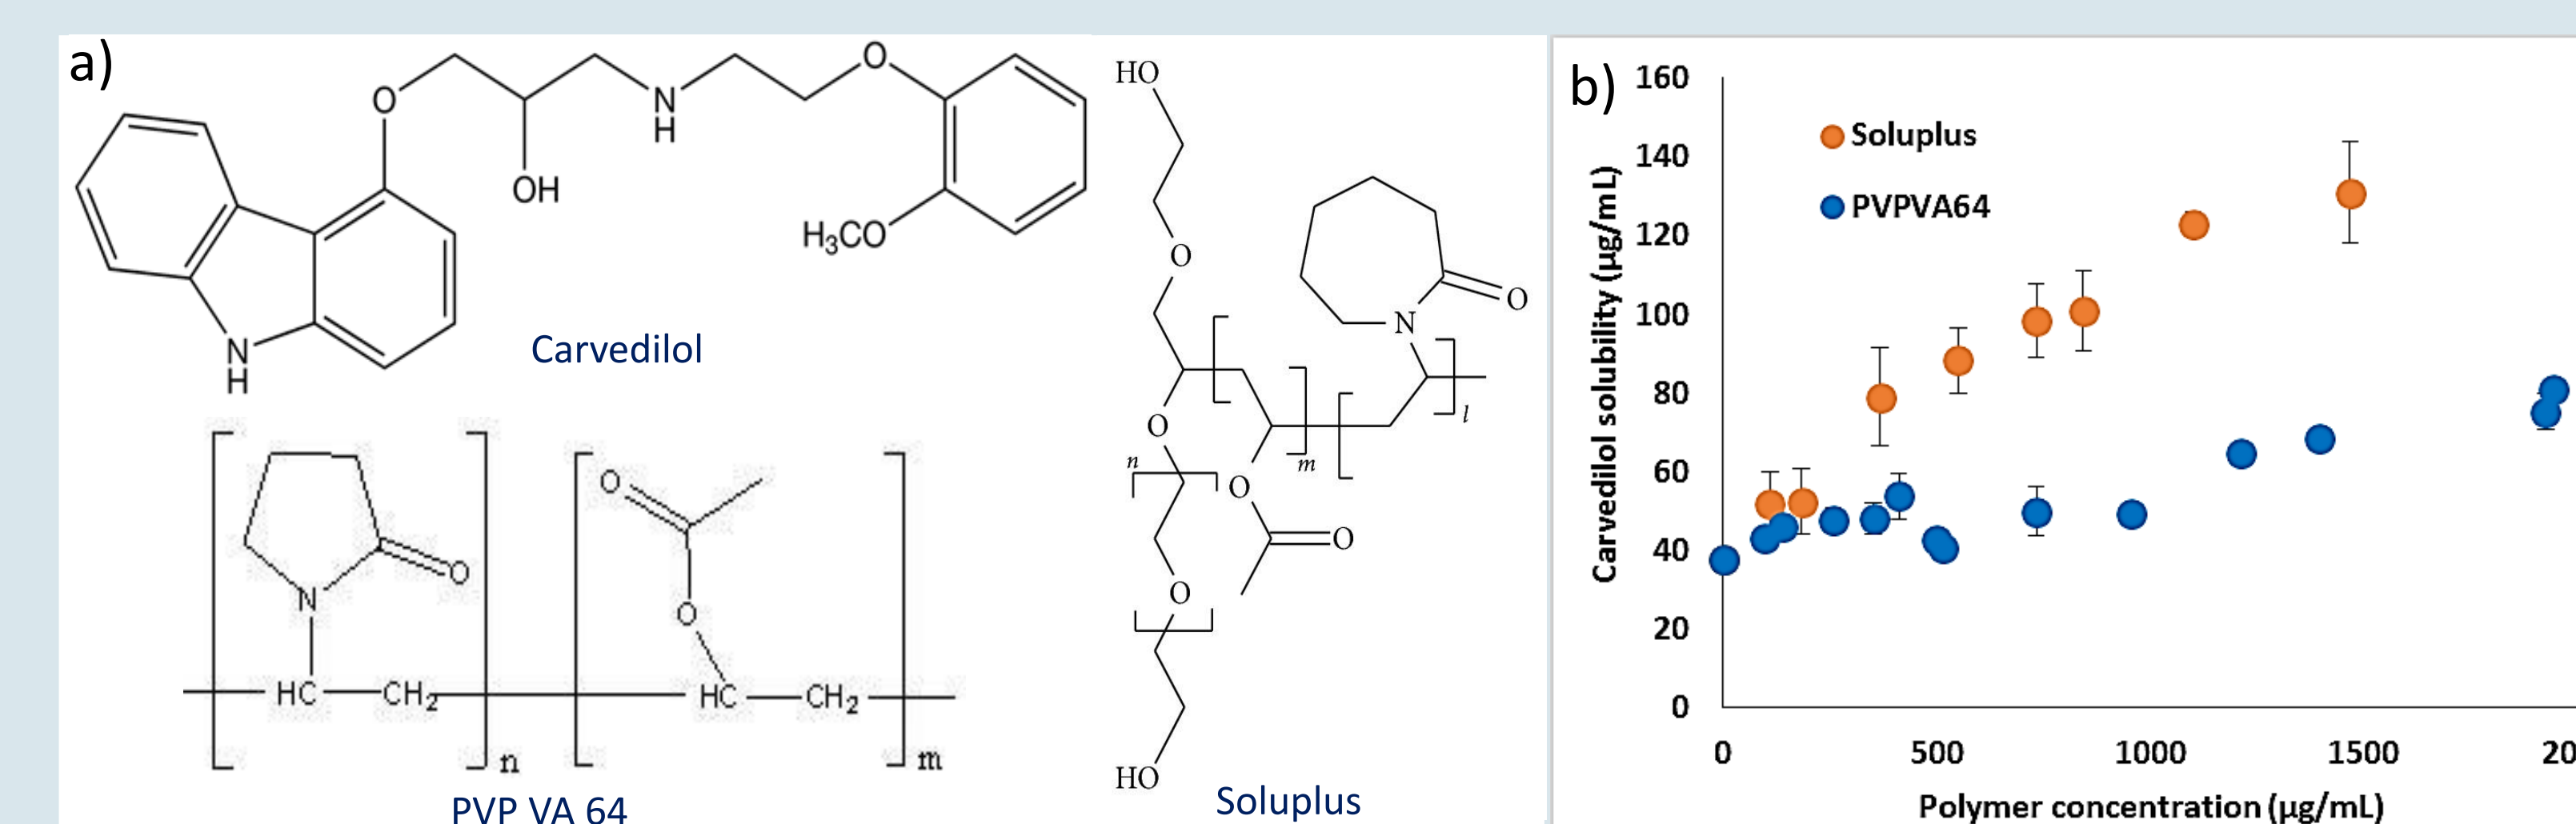 a)
O
O
N
H
OH
H₃CO
N
H
Carvedilol
O
N
O
O
HC
CH₂
n
HC
CH₂
m
PVP VA 64
HO
O
N
O
l
O
n
m
O
O
O
HO
Soluplus
b)
Carvedilol solubility (µg/mL)
160
140
120
100
80
60
40
20
0
Soluplus
PVPVA64
0 500 1000 1500 20
Polymer concentration (µg/mL)